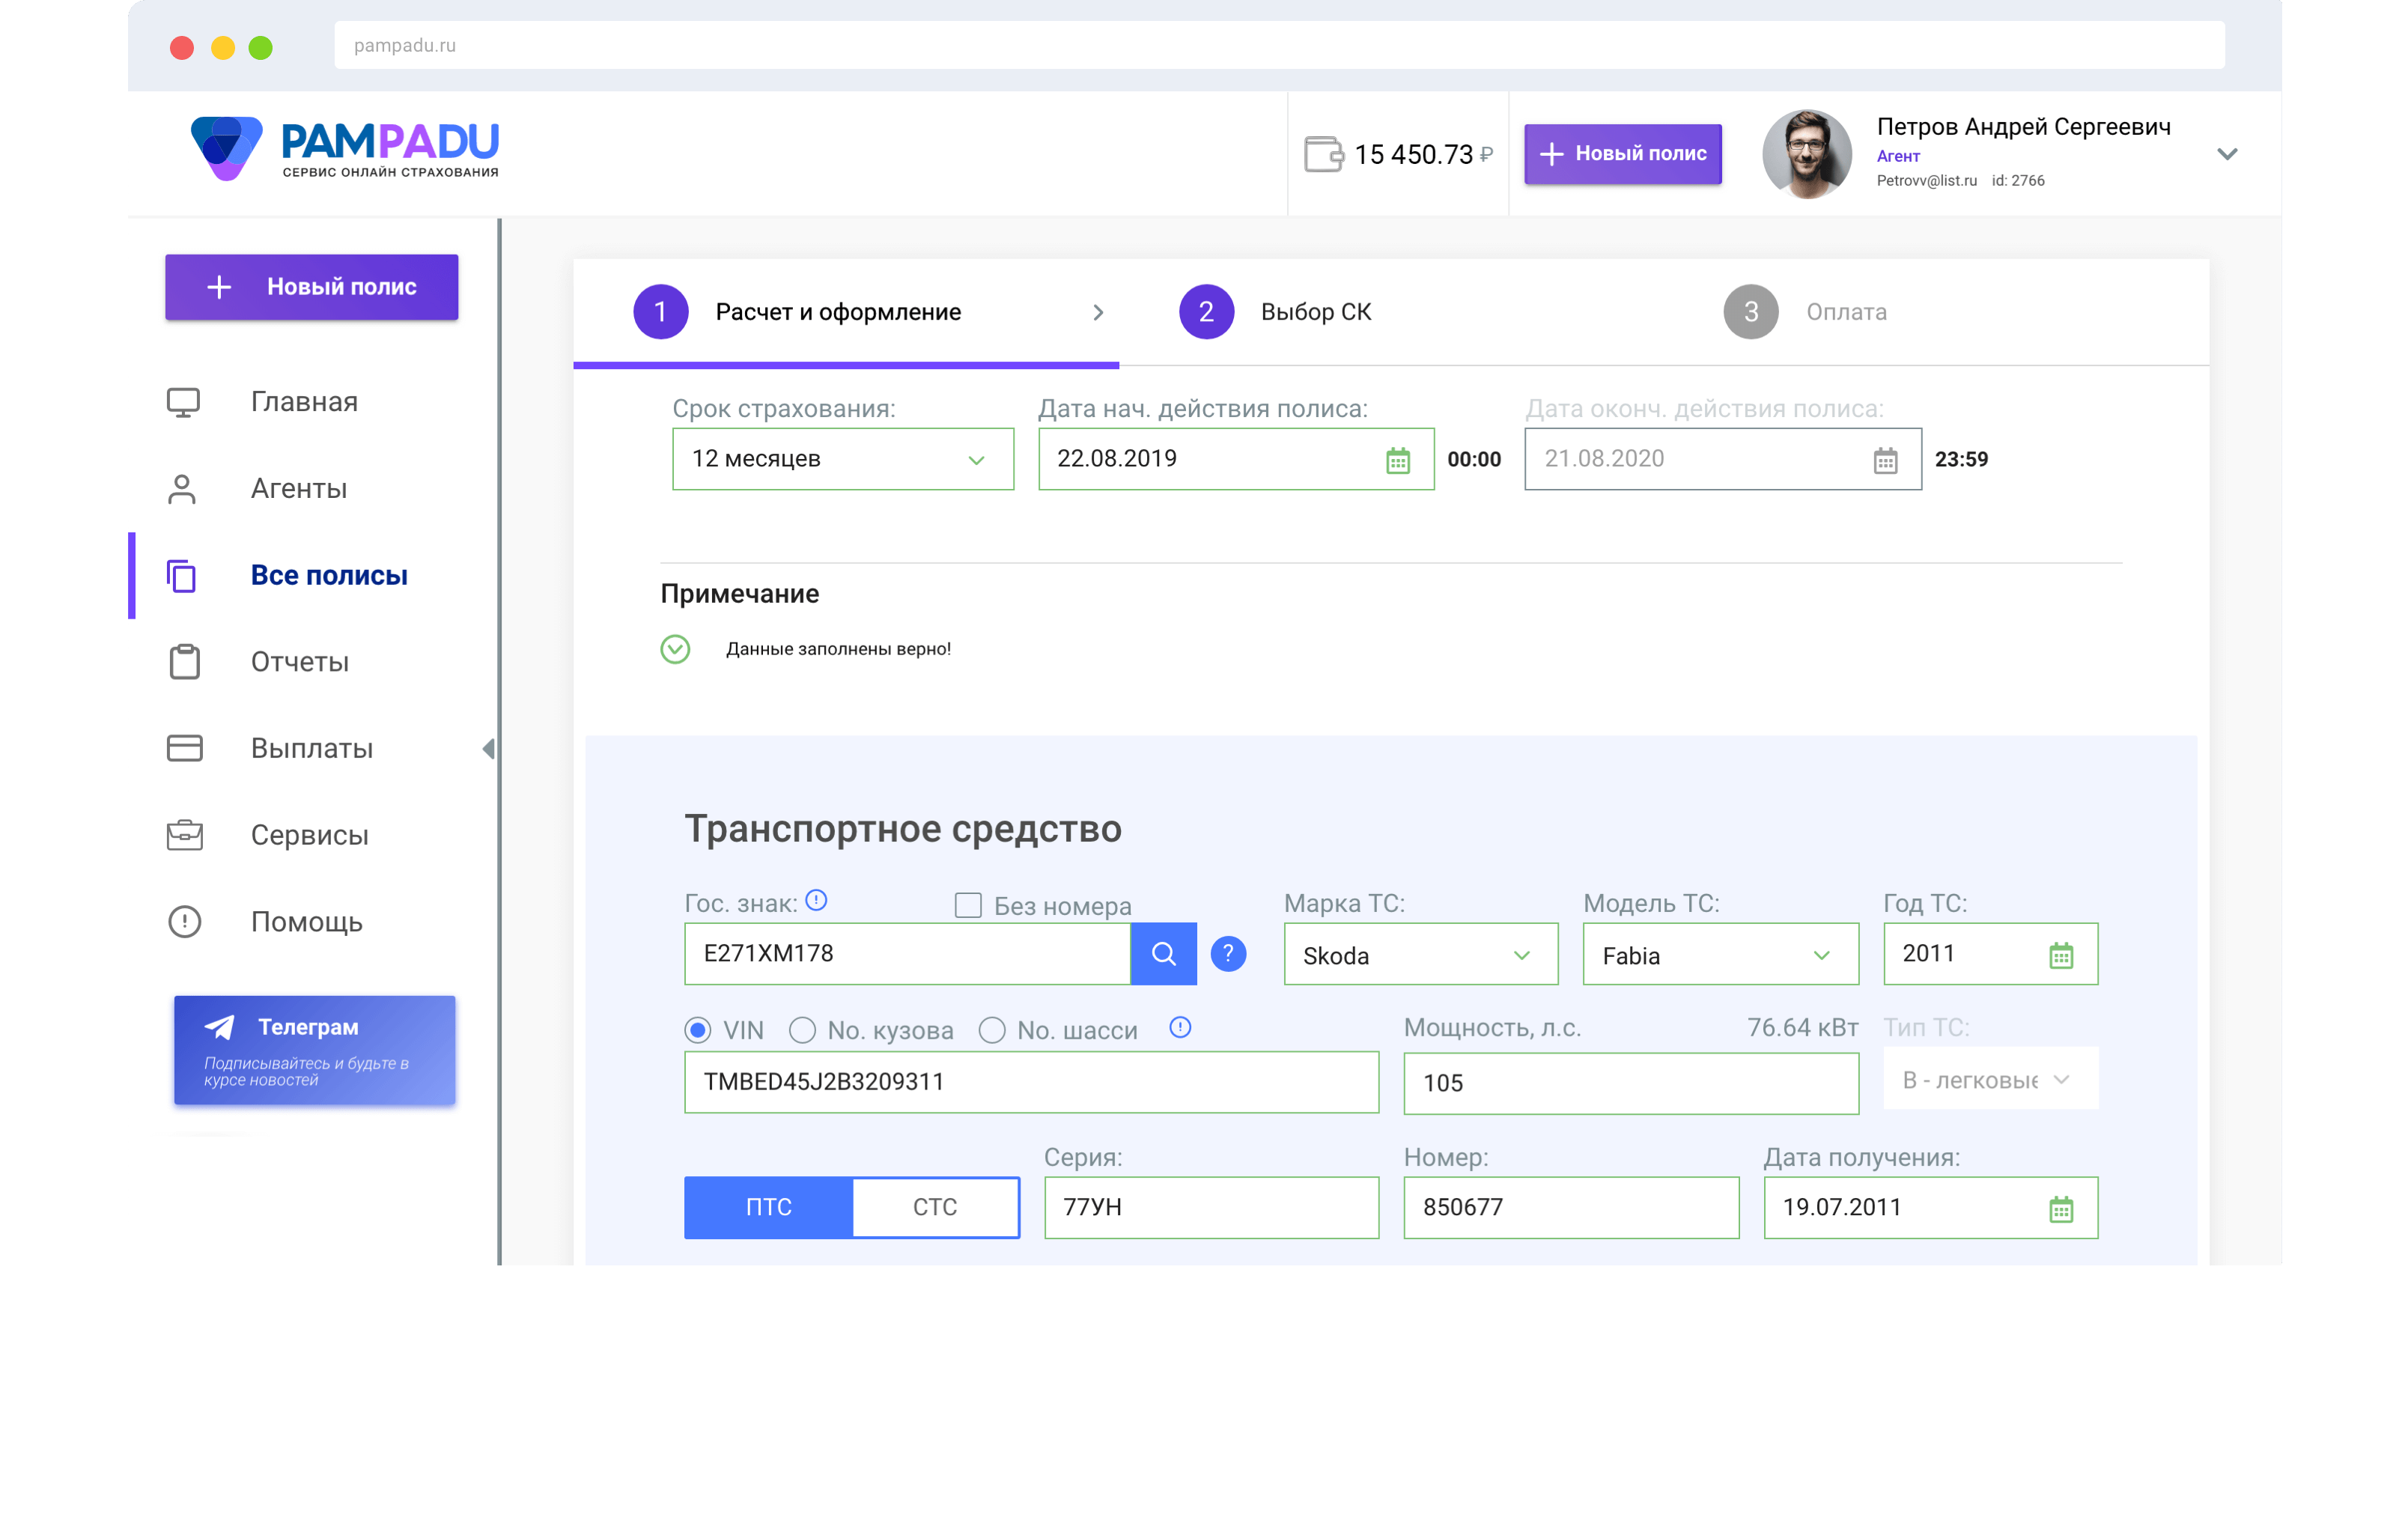 pampadu.ru
PAMPADU
СЕРВИС ОНЛАЙН СТРАХОВАНИЯ
15 450.73 ₽
Новый полис
Петров Андрей Сергеевич
Агент
Petrovv@list.ru id: 2766
Новый полис
Главная
Агенты
Все полисы
Отчеты
Выплаты
Сервисы
Помощь
Телеграм
Подписывайтесь и будьте в
курсе новостей
1 Расчет и оформление
2 Выбор СК
3 Оплата
Срок страхования: Дата нач. действия полиса: Дата оконч. действия полиса:
12 месяцев 22.08.2019 00:00 21.08.2020 23:59
Примечание
Данные заполнены верно!
Транспортное средство
Гос. знак: Без номера Марка ТС: Модель ТС: Год ТС:
E271XM178 ? Skoda Fabia 2011
VIN No. кузова No. шасси Мощность, л.с. 76.64 кВт Тип ТС:
TMBED45J2B3209311 105 B - легковые
Серия: Номер: Дата получения:
ПТС СТС 77УН 850677 19.07.2011